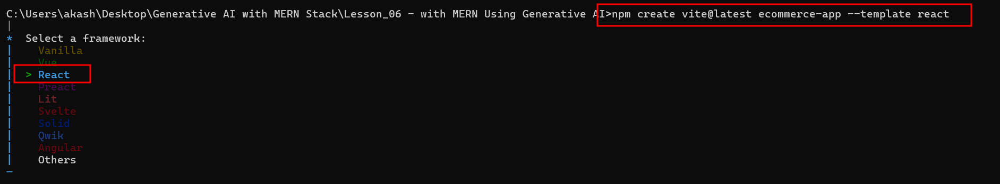 C:\Users\akash\Desktop\Generative AI with MERN Stack\Lesson_06 - with MERN Using Generative AI>npm create vite@latest ecommerce-app --template react
* Select a framework:
Vanilla
Vue
> React
Preact
Lit
Svelte
Solid
Qwik
Angular
Others